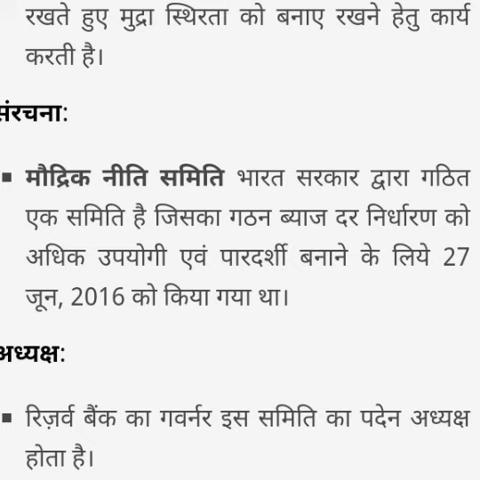 रखते हुए मुद्रा स्थिरता को बनाए रखने हेतु कार्य
करती है।
संरचना:
▪ मौद्रिक नीति समिति भारत सरकार द्वारा गठित
एक समिति है जिसका गठन ब्याज दर निर्धारण को
अधिक उपयोगी एवं पारदर्शी बनाने के लिये 27
जून, 2016 को किया गया था।
अध्यक्ष:
▪ रिज़र्व बैंक का गवर्नर इस समिति का पदेन अध्यक्ष
होता है।